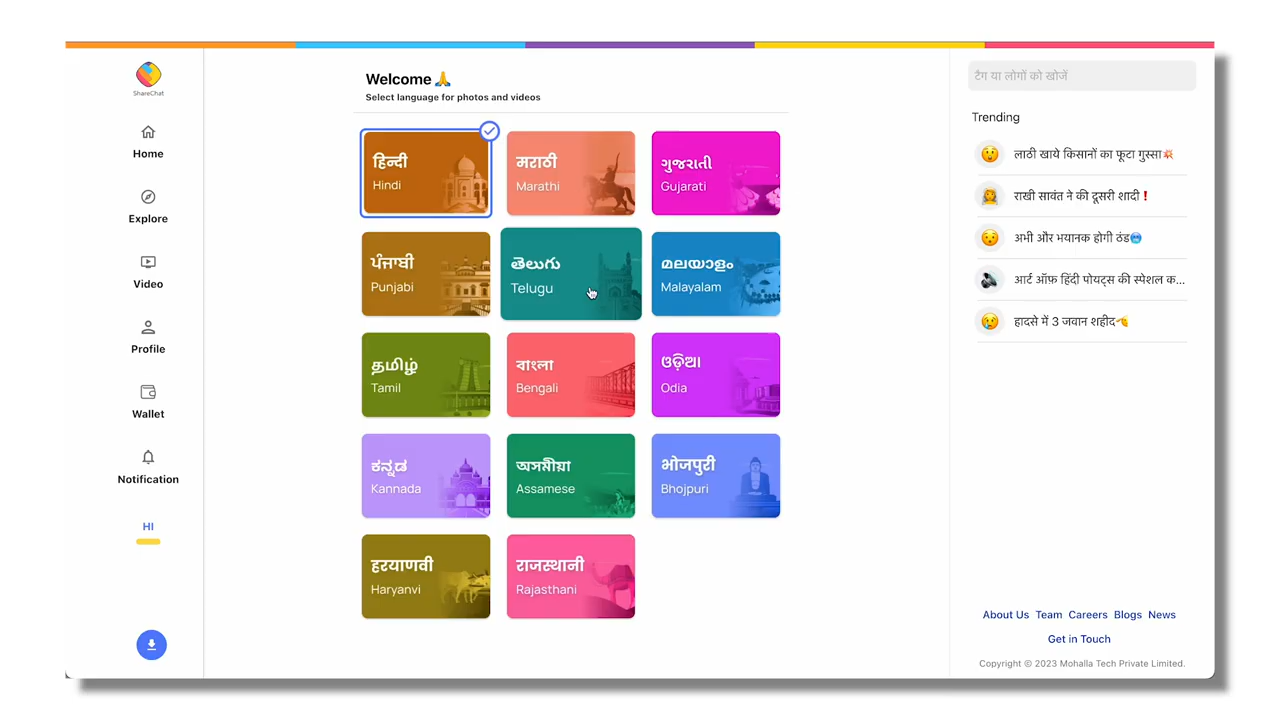 ShareChat
Home
Explore
Video
Profile
Wallet
Notification
HI
Welcome 🙏
Select language for photos and videos
हिन्दी
Hindi
मराठी
Marathi
ગુજરાતી
Gujarati
ਪੰਜਾਬੀ
Punjabi
తెలుగు
Telugu
മലയാളം
Malayalam
தமிழ்
Tamil
বাংলা
Bengali
ଓଡ଼ିଆ
Odia
ಕನ್ನಡ
Kannada
অসমীয়া
Assamese
भोजपुरी
Bhojpuri
हरयाणवी
Haryanvi
राजस्थानी
Rajasthani
टैग या लोगों को खोजें
Trending
लाठी खाये किसानों का फूटा गुस्सा💥
राखी सावंत ने की दूसरी शादी❗
अभी और भयानक होगी ठंड🥶
आर्ट ऑफ़ हिंदी पोयट्स की स्पेशल क...
हादसे में 3 जवान शहीद🫡
About Us Team Careers Blogs News
Get in Touch
Copyright © 2023 Mohalla Tech Private Limited.